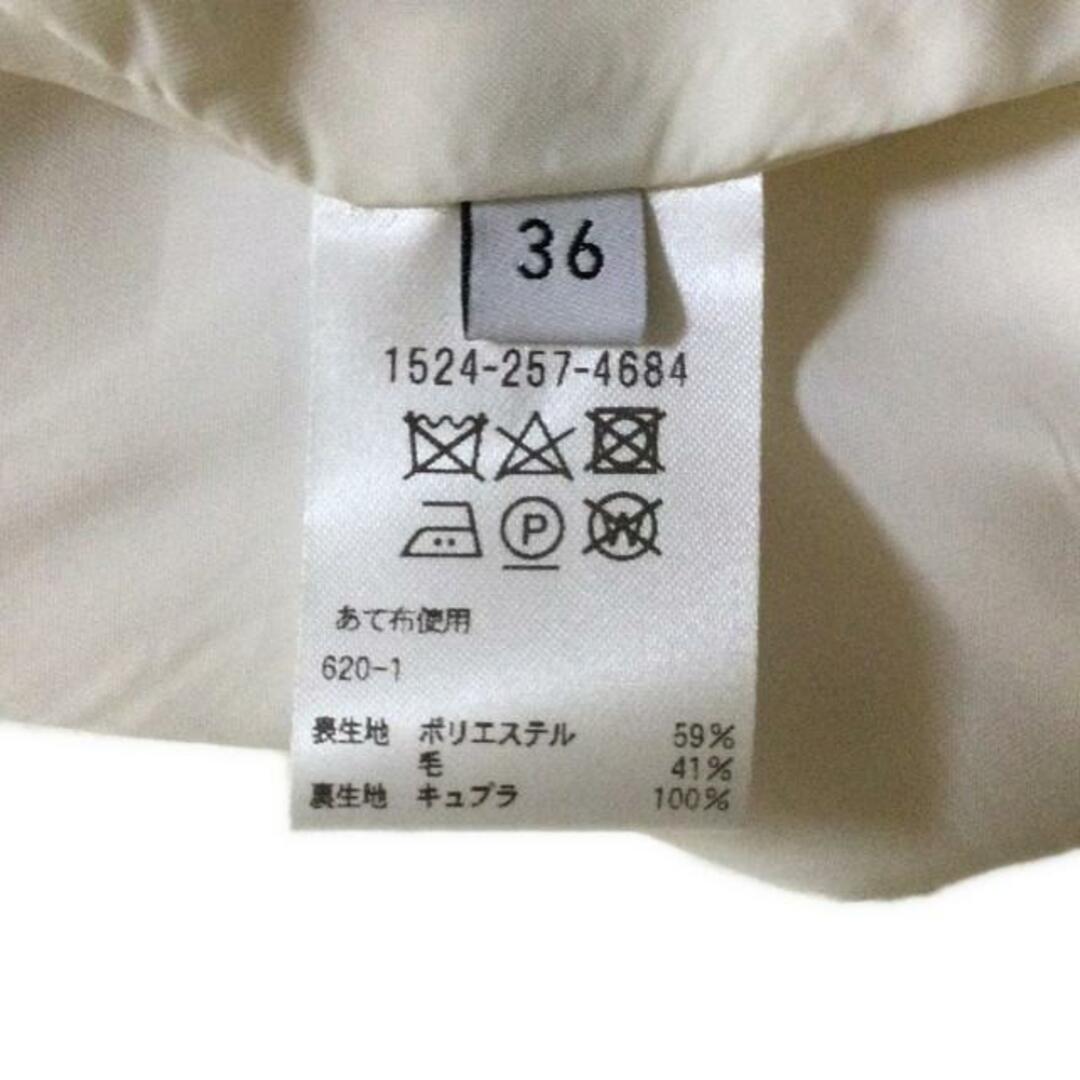 36
1524-257-4684
P W
あて布使用
620-1
表生地 ポリエステル 59%
毛 41%
裏生地 キュプラ 100%